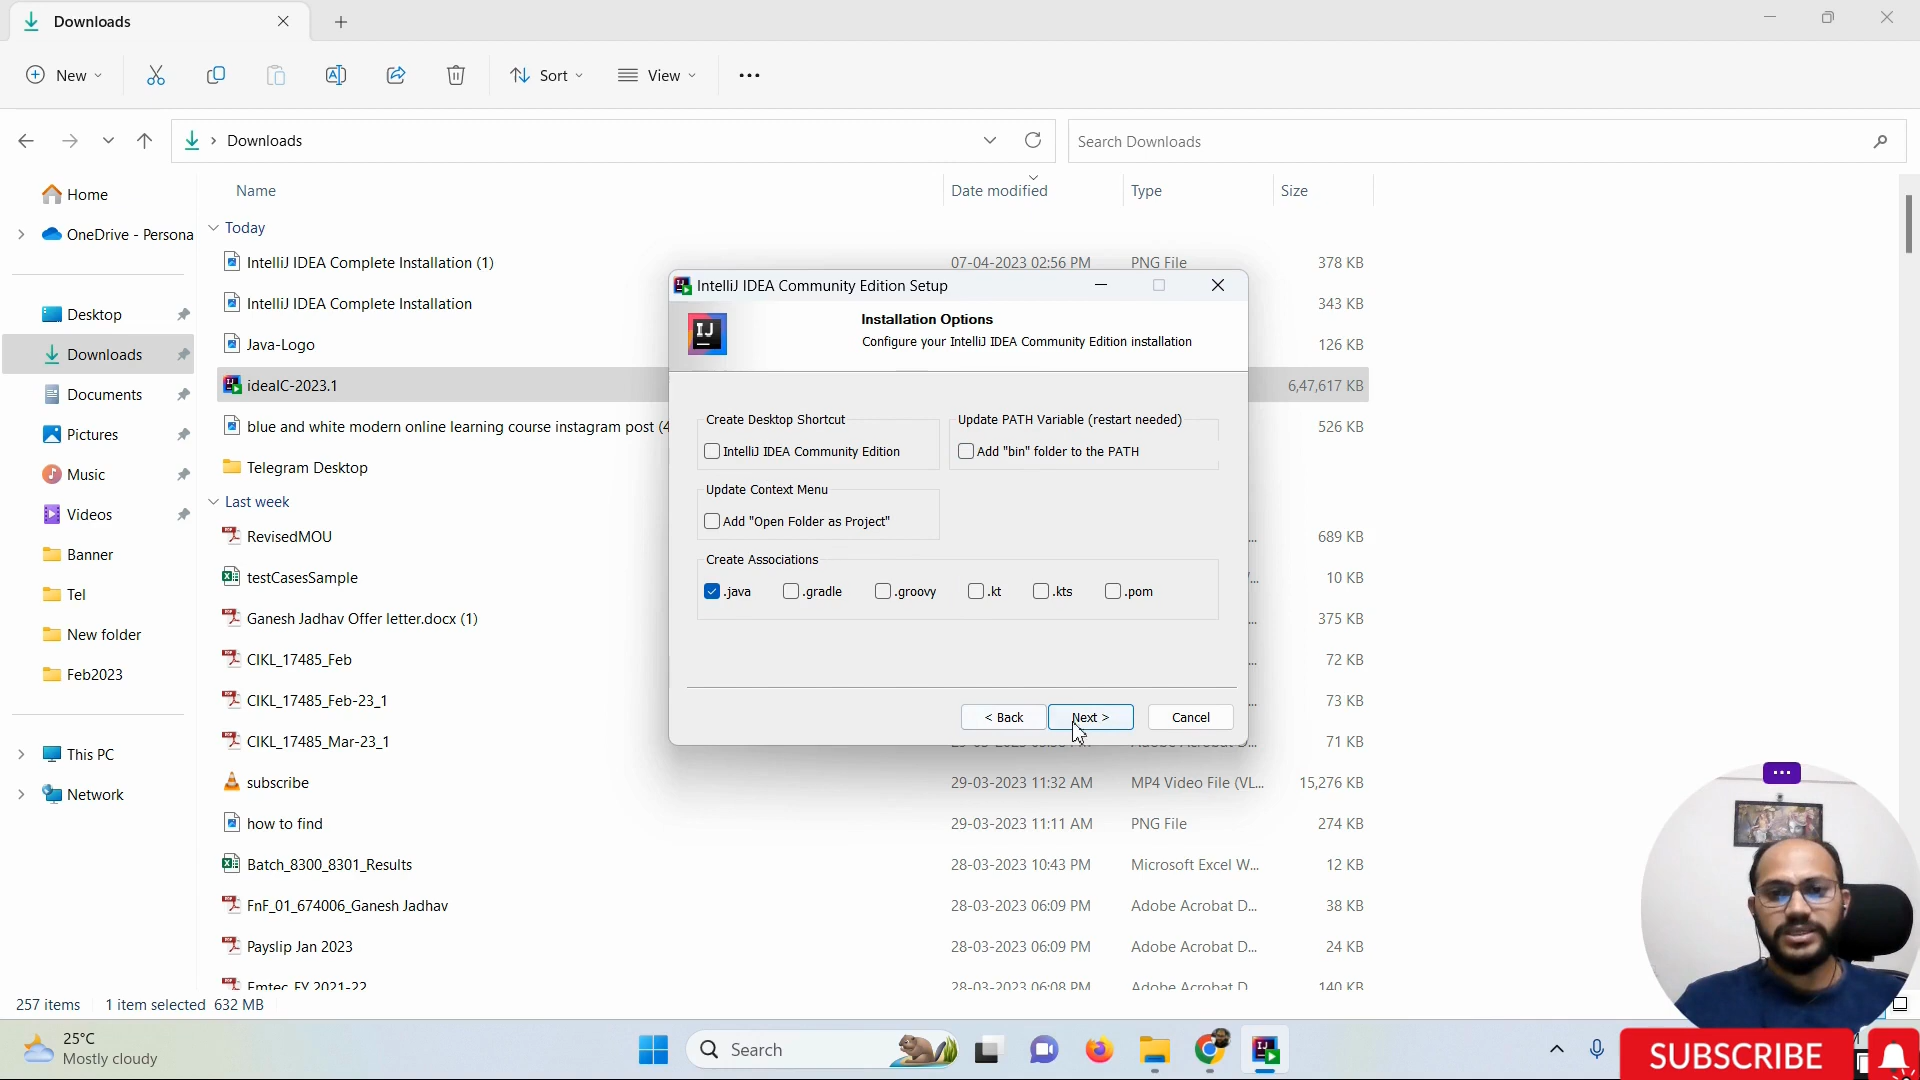 Downloads
New
Sort
View
Downloads
Search Downloads
Name
Date modified
Type
Size
Home
OneDrive - Persona
Desktop
Downloads
Documents
Pictures
Music
Videos
Banner
Tel
New folder
Feb2023
This PC
Network
Today
IntelliJ IDEA Complete Installation (1)
07-04-2023 02:56 PM
PNG File
378 KB
IntelliJ IDEA Complete Installation
343 KB
Java-Logo
126 KB
ideaIC-2023.1
6,47,617 KB
blue and white modern online learning course instagram post (4
526 KB
Telegram Desktop
Last week
RevisedMOU
689 KB
testCasesSample
10 KB
Ganesh Jadhav Offer letter.docx (1)
375 KB
CIKL_17485_Feb
72 KB
CIKL_17485_Feb-23_1
73 KB
CIKL_17485_Mar-23_1
71 KB
subscribe
29-03-2023 11:32 AM
MP4 Video File (VL...
15,276 KB
how to find
29-03-2023 11:11 AM
PNG File
274 KB
Batch_8300_8301_Results
28-03-2023 10:43 PM
Microsoft Excel W...
12 KB
FnF_01_674006_Ganesh Jadhav
28-03-2023 06:09 PM
Adobe Acrobat D...
38 KB
Payslip Jan 2023
28-03-2023 06:09 PM
Adobe Acrobat D...
24 KB
Emtec FY 2021-22
28-03-2023 06:08 PM
Adobe Acrobat D
140 KB
IntelliJ IDEA Community Edition Setup
IJ
Installation Options
Configure your IntelliJ IDEA Community Edition installation
Create Desktop Shortcut
IntelliJ IDEA Community Edition
Update PATH Variable (restart needed)
Add "bin" folder to the PATH
Update Context Menu
Add "Open Folder as Project"
Create Associations
.java
.gradle
.groovy
.kt
.kts
.pom
< Back
Next >
Cancel
257 items
1 item selected 632 MB
25°C
Mostly cloudy
Search
SUBSCRIBE